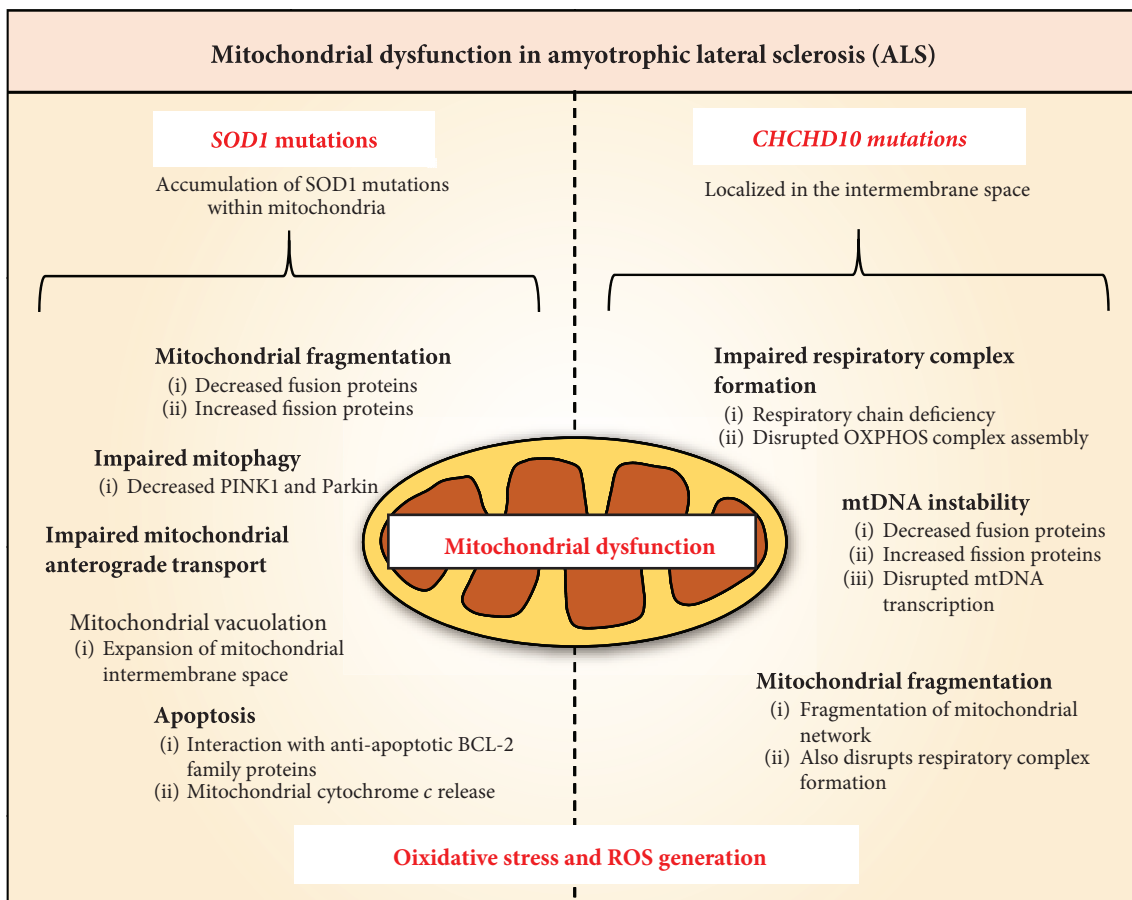 Mitochondrial dysfunction in amyotrophic lateral sclerosis (ALS)
SOD1 mutations
Accumulation of SOD1 mutations
within mitochondria
Mitochondrial fragmentation
(i) Decreased fusion proteins
(ii) Increased fission proteins
Impaired mitophagy
(i) Decreased PINK1 and Parkin
Impaired mitochondrial
anterograde transport
Mitochondrial vacuolation
(i) Expansion of mitochondrial
intermembrane space
Apoptosis
(i) Interaction with anti-apoptotic BCL-2
family proteins
(ii) Mitochondrial cytochrome c release
CHCHD10 mutations
Localized in the intermembrane space
Impaired respiratory complex
formation
(i) Respiratory chain deficiency
(ii) Disrupted OXPHOS complex assembly
mtDNA instability
(i) Decreased fusion proteins
(ii) Increased fission proteins
(iii) Disrupted mtDNA
transcription
Mitochondrial fragmentation
(i) Fragmentation of mitochondrial
network
(ii) Also disrupts respiratory complex
formation
Mitochondrial dysfunction
Oixidative stress and ROS generation